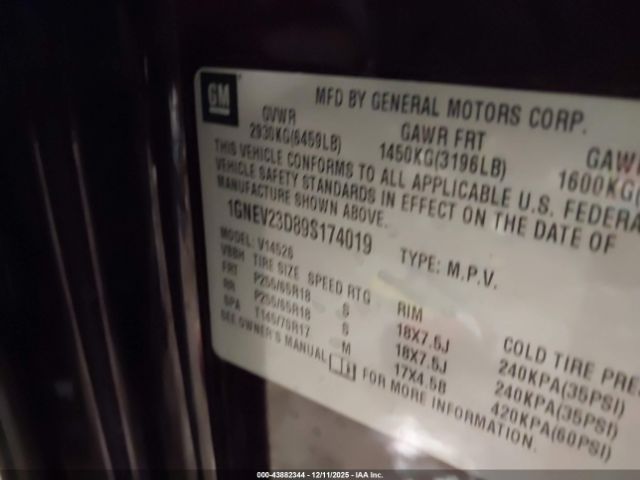 GM
MFD BY GENERAL MOTORS CORP.
GVWR GAWR FRT GAWR
2930KG(6459LB) 1450KG(3196LB) 1600KG(
THIS VEHICLE CONFORMS TO ALL APPLICABLE U.S. FEDERA
VEHICLE SAFETY STANDARDS IN EFFECT ON THE DATE OF
MANUFACTURE SHOWN ABOVE.
1GNEV23D89S174019 TYPE: M.P.V.
MODEL: V14526
VBBH TIRE SIZE SPEED RTG RIM COLD TIRE PRE
FRT P255/65R18 S 18X7.5J 240KPA(35PSI)
RR P255/65R18 S 18X7.5J 240KPA(35PSI)
SPA T145/70R17 M 17X4.5B 420KPA(60PSI)
SEE OWNER'S MANUAL FOR MORE INFORMATION.
000-43882344 - 12/11/2025 - IAA Inc.